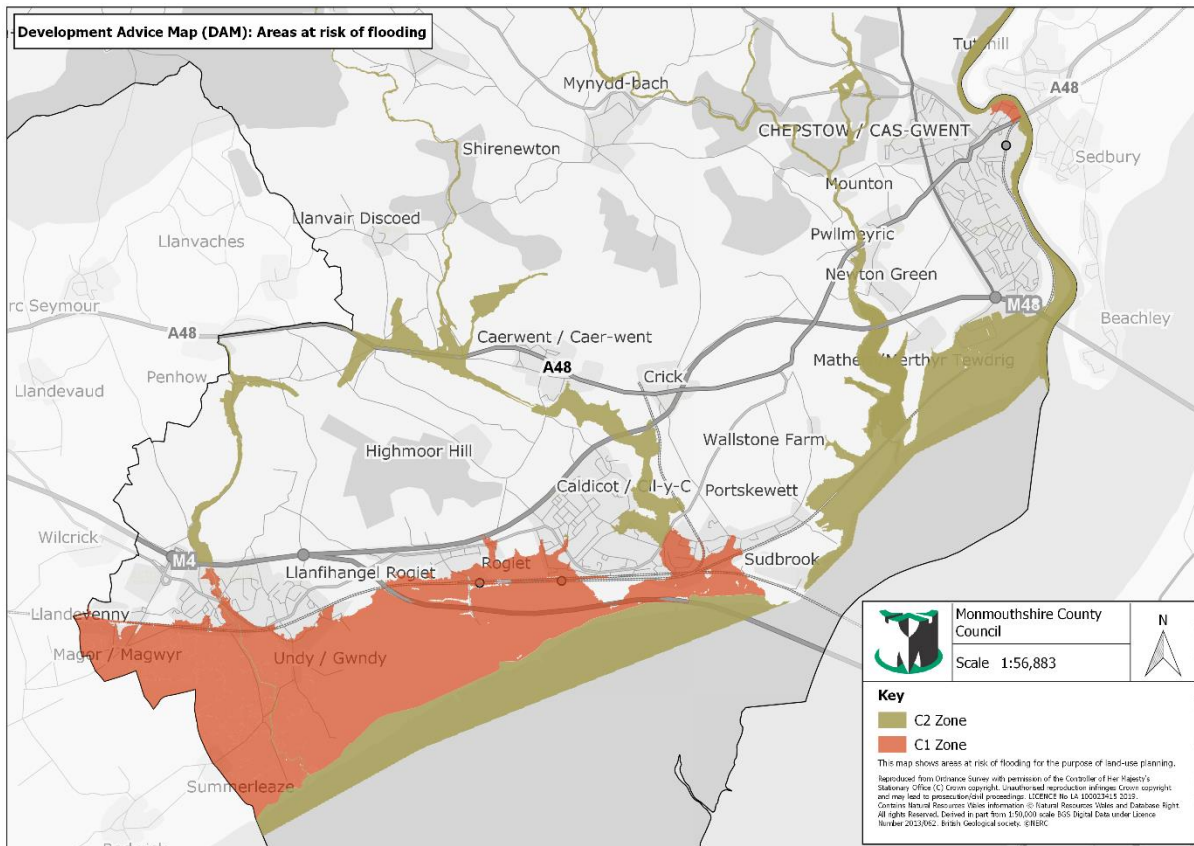 Development Advice Map (DAM): Areas at risk of flooding
Mynydd-bach
A48
CHEPSTOW / CAS-GWENT
Shirenewton
Sedbury
Mounton
Llanvair Discoed
Pwllmeyric
Llanvaches
Newton Green
rc Seymour
M48
Beachley
A48
Caerwent / Caer-went
Penhow
A48
Crick
Llandevaud
Wallstone Farm
Highmoor Hill
Portskewett
Wilcrick
M4
Sudbrook
Rogiet
Llanfihangel Rogiet
Llandevenny
Magor / Magwyr
Undy / Gwndy
Summerleaze
Monmouthshire County
Council
N
Scale 1:56,883
Key
C2 Zone
C1 Zone
This map shows areas at risk of flooding for the purpose of land-use planning.
Reproduced from Ordnance Survey with permission of the Controller of Her Majesty's
Stationary Office (C) Crown copyright. Unauthorised reproduction infringes Crown copyright
and may lead to prosecution/civil proceedings. LICENCE No LA 100023415 2019.
Contains Natural Resources Wales information © Natural Resources Wales and Database Right.
All rights Reserved. Derived in part from 1:50,000 scale BGS Digital Data under Licence
Number 2013/062. British Geological society. ©NERC